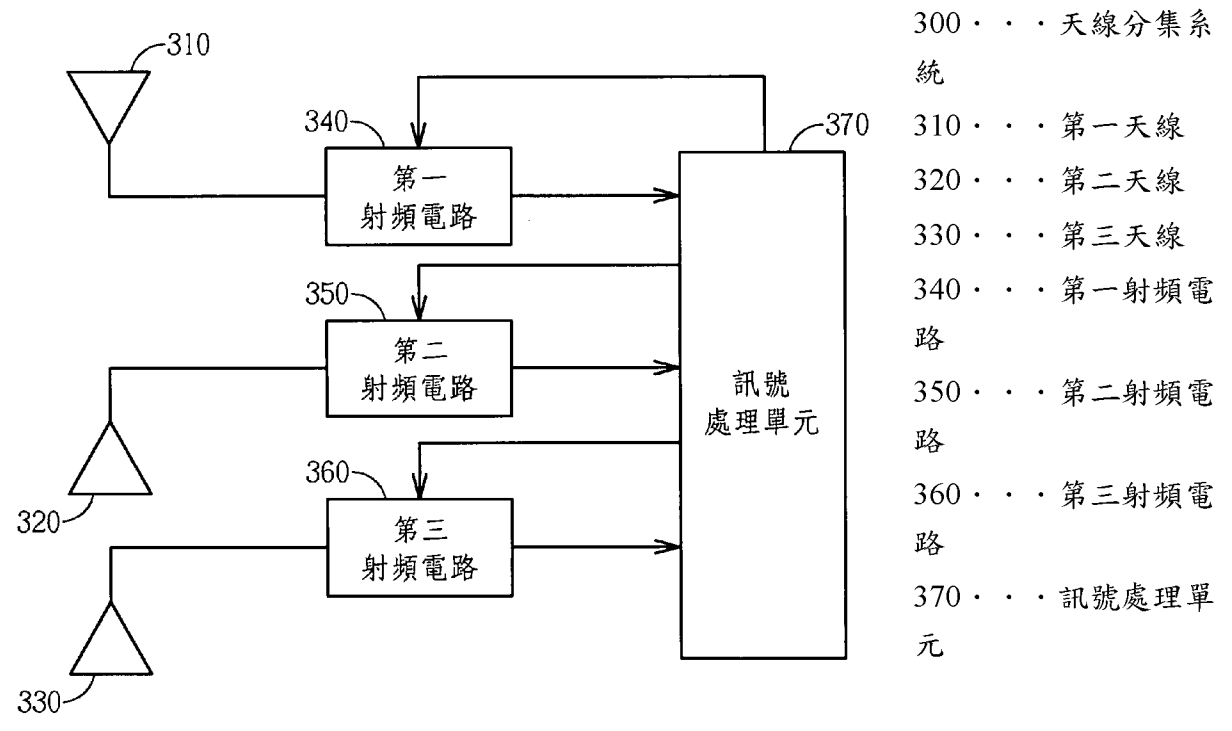 310
340
第一
射頻電路
370
350
第二
射頻電路
訊號
處理單元
320
360
第三
射頻電路
330
300・・・天線分集系
統
310・・・第一天線
320・・・第二天線
330・・・第三天線
340・・・第一射頻電
路
350・・・第二射頻電
路
360・・・第三射頻電
路
370・・・訊號處理單
元